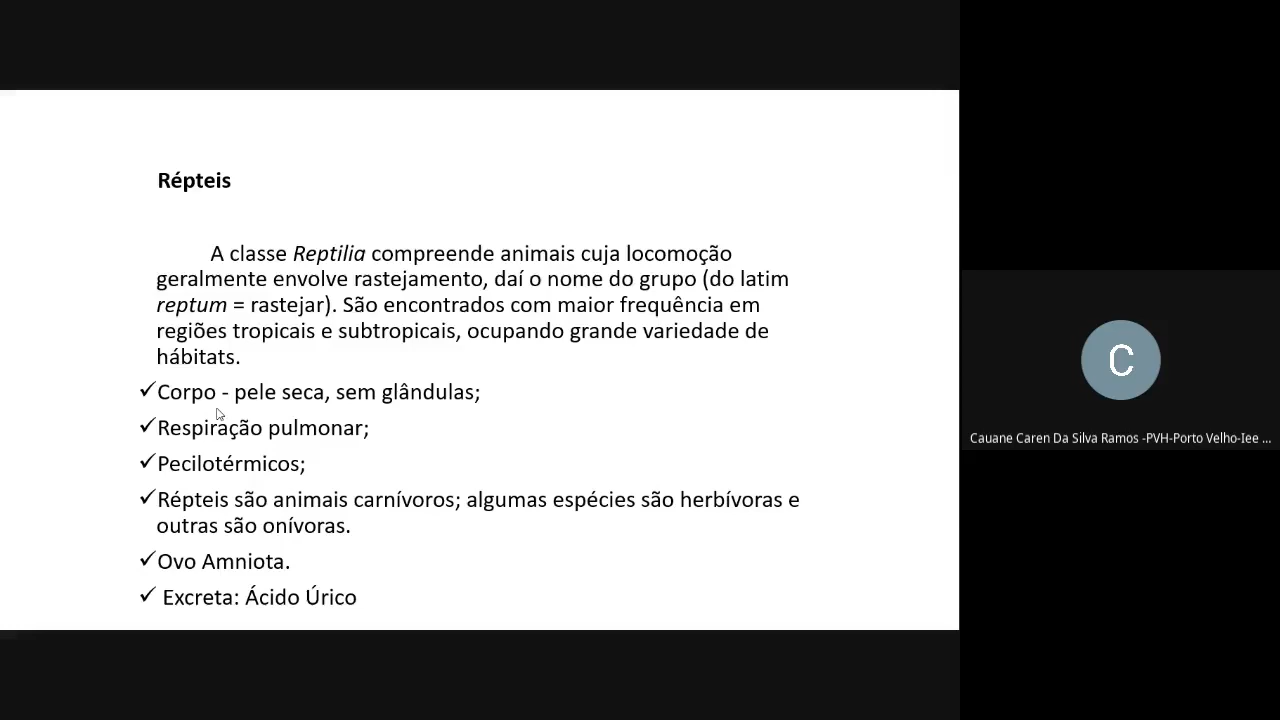 Répteis
A classe Reptilia compreende animais cuja locomoção
geralmente envolve rastejamento, daí o nome do grupo (do latim
reptum = rastejar). São encontrados com maior frequência em
regiões tropicais e subtropicais, ocupando grande variedade de
hábitats.
✓Corpo - pele seca, sem glândulas;
✓Respiração pulmonar;
✓Pecilotérmicos;
✓Répteis são animais carnívoros; algumas espécies são herbívoras e
outras são onívoras.
✓Ovo Amniota.
✓ Excreta: Ácido Úrico
C
Cauane Caren Da Silva Ramos -PVH-Porto Velho-Iee ...